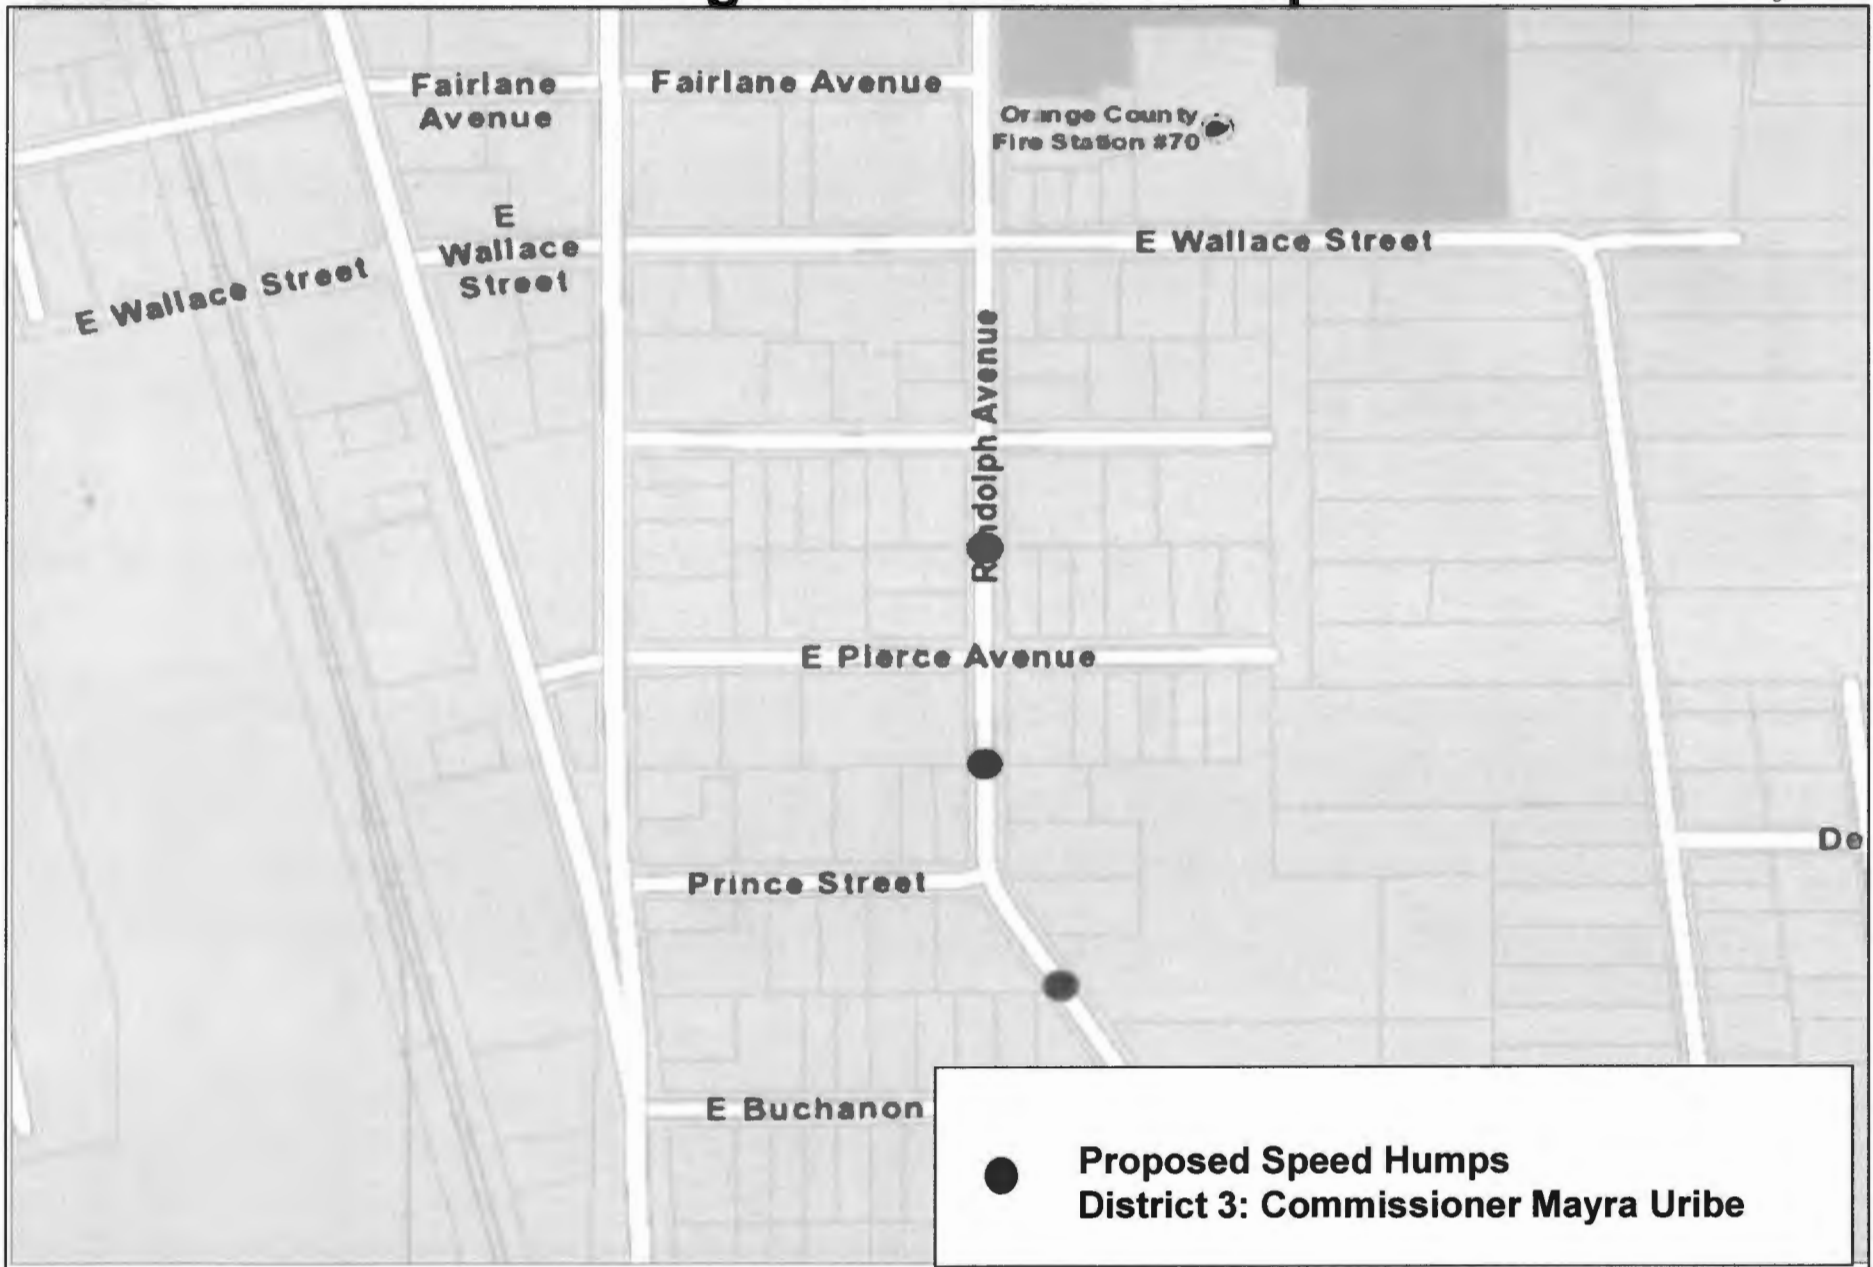 Fairlane
Avenue
Fairlane Avenue
Orange County
Fire Station #70
E
Wallace
Street
E Wallace Street
E Wallace Street
Randolph Avenue
E Pierce Avenue
Prince Street
De
E Buchanon
Proposed Speed Humps
District 3: Commissioner Mayra Uribe